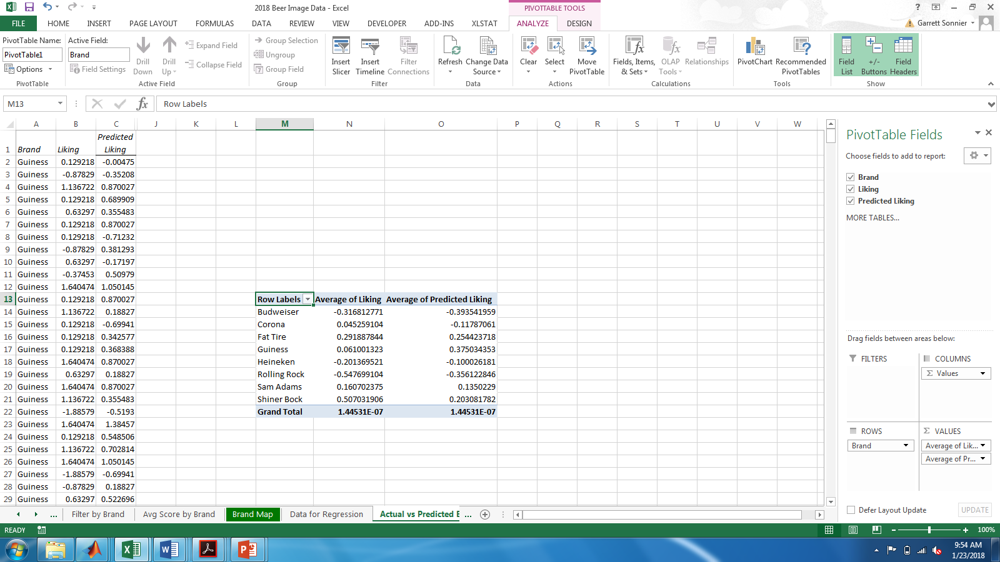 2018 Beer Image Data - Excel
PIVOTTABLE TOOLS
?
FILE HOME INSERT PAGE LAYOUT FORMULAS DATA REVIEW VIEW DEVELOPER ADD-INS XLSTAT ANALYZE DESIGN Garrett Sonnier
PivotTable Name:
PivotTable1
Options
PivotTable
Active Field:
Brand
Field Settings
Drill Down
Drill Up
Expand Field
Collapse Field
Active Field
Group Selection
Ungroup
Group Field
Group
Insert Slicer
Insert Timeline
Filter Connections
Filter
Refresh
Change Data Source
Data
Clear
Select
Move PivotTable
Actions
Fields, Items, & Sets
OLAP Tools
Relationships
Calculations
PivotChart
Recommended PivotTables
Tools
Field List
+/- Buttons
Field Headers
Show
M13 fx Row Labels
A B C J K L M N O P Q R S T U V W
1 Brand Liking Predicted Liking
2 Guiness 0.129218 -0.00475
3 Guiness -0.87829 -0.35208
4 Guiness 1.136722 0.870027
5 Guiness 0.129218 0.689909
6 Guiness 0.63297 0.355483
7 Guiness 0.129218 0.870027
8 Guiness 0.129218 -0.71232
9 Guiness -0.87829 0.381293
10 Guiness 0.63297 -0.17197
11 Guiness -0.37453 0.50979
12 Guiness 1.640474 1.050145
13 Guiness 0.129218 0.870027 Row Labels Average of Liking Average of Predicted Liking
14 Guiness 1.136722 0.18827 Budweiser -0.316812771 -0.393541959
15 Guiness 0.129218 -0.69941 Corona 0.045259104 -0.11787061
16 Guiness 0.129218 0.342577 Fat Tire 0.291887844 0.254423718
17 Guiness 0.129218 0.368388 Guiness 0.061001323 0.375034353
18 Guiness 1.640474 0.870027 Heineken -0.201369521 -0.100026181
19 Guiness 0.63297 0.18827 Rolling Rock -0.547699104 -0.356122846
20 Guiness 1.640474 0.870027 Sam Adams 0.160702375 0.1350229
21 Guiness 1.136722 0.355483 Shiner Bock 0.507031906 0.203081782
22 Guiness -1.88579 -0.5193 Grand Total 1.44531E-07 1.44531E-07
23 Guiness 1.640474 1.38457
24 Guiness 0.129218 0.548506
25 Guiness 1.136722 0.702814
26 Guiness 1.640474 1.050145
27 Guiness -1.88579 -0.69941
28 Guiness -0.87829 0.18827
29 Guiness 0.63297 0.522696
PivotTable Fields
Choose fields to add to report:
Brand
Liking
Predicted Liking
MORE TABLES...
Drag fields between areas below:
FILTERS
COLUMNS
Σ Values
ROWS
Brand
Σ VALUES
Average of Lik...
Average of Pr...
Defer Layout Update UPDATE
... Filter by Brand Avg Score by Brand Brand Map Data for Regression Actual vs Predicted E ...
READY 100%
9:54 AM
1/23/2018